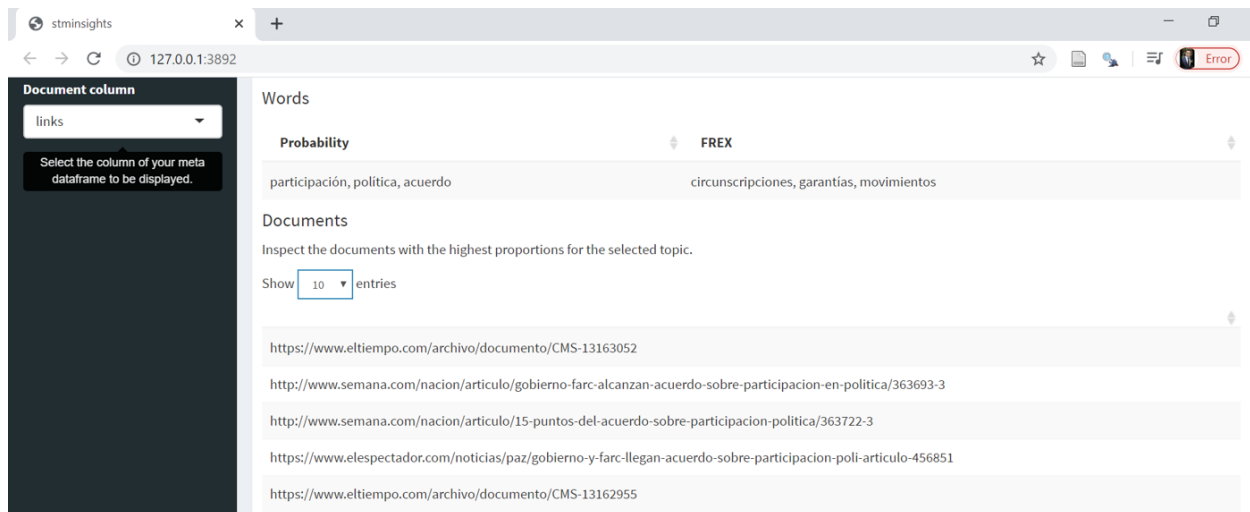 stminsights
127.0.0.1:3892
Error
Document column
links
Select the column of your meta
dataframe to be displayed.
Words
Probability FREX
participación, política, acuerdo circunscripciones, garantías, movimientos
Documents
Inspect the documents with the highest proportions for the selected topic.
Show 10 entries
https://www.eltiempo.com/archivo/documento/CMS-13163052
http://www.semana.com/nacion/articulo/gobierno-farc-alcanzan-acuerdo-sobre-participacion-en-politica/363693-3
http://www.semana.com/nacion/articulo/15-puntos-del-acuerdo-sobre-participacion-politica/363722-3
https://www.elespectador.com/noticias/paz/gobierno-y-farc-llegan-acuerdo-sobre-participacion-poli-articulo-456851
https://www.eltiempo.com/archivo/documento/CMS-13162955